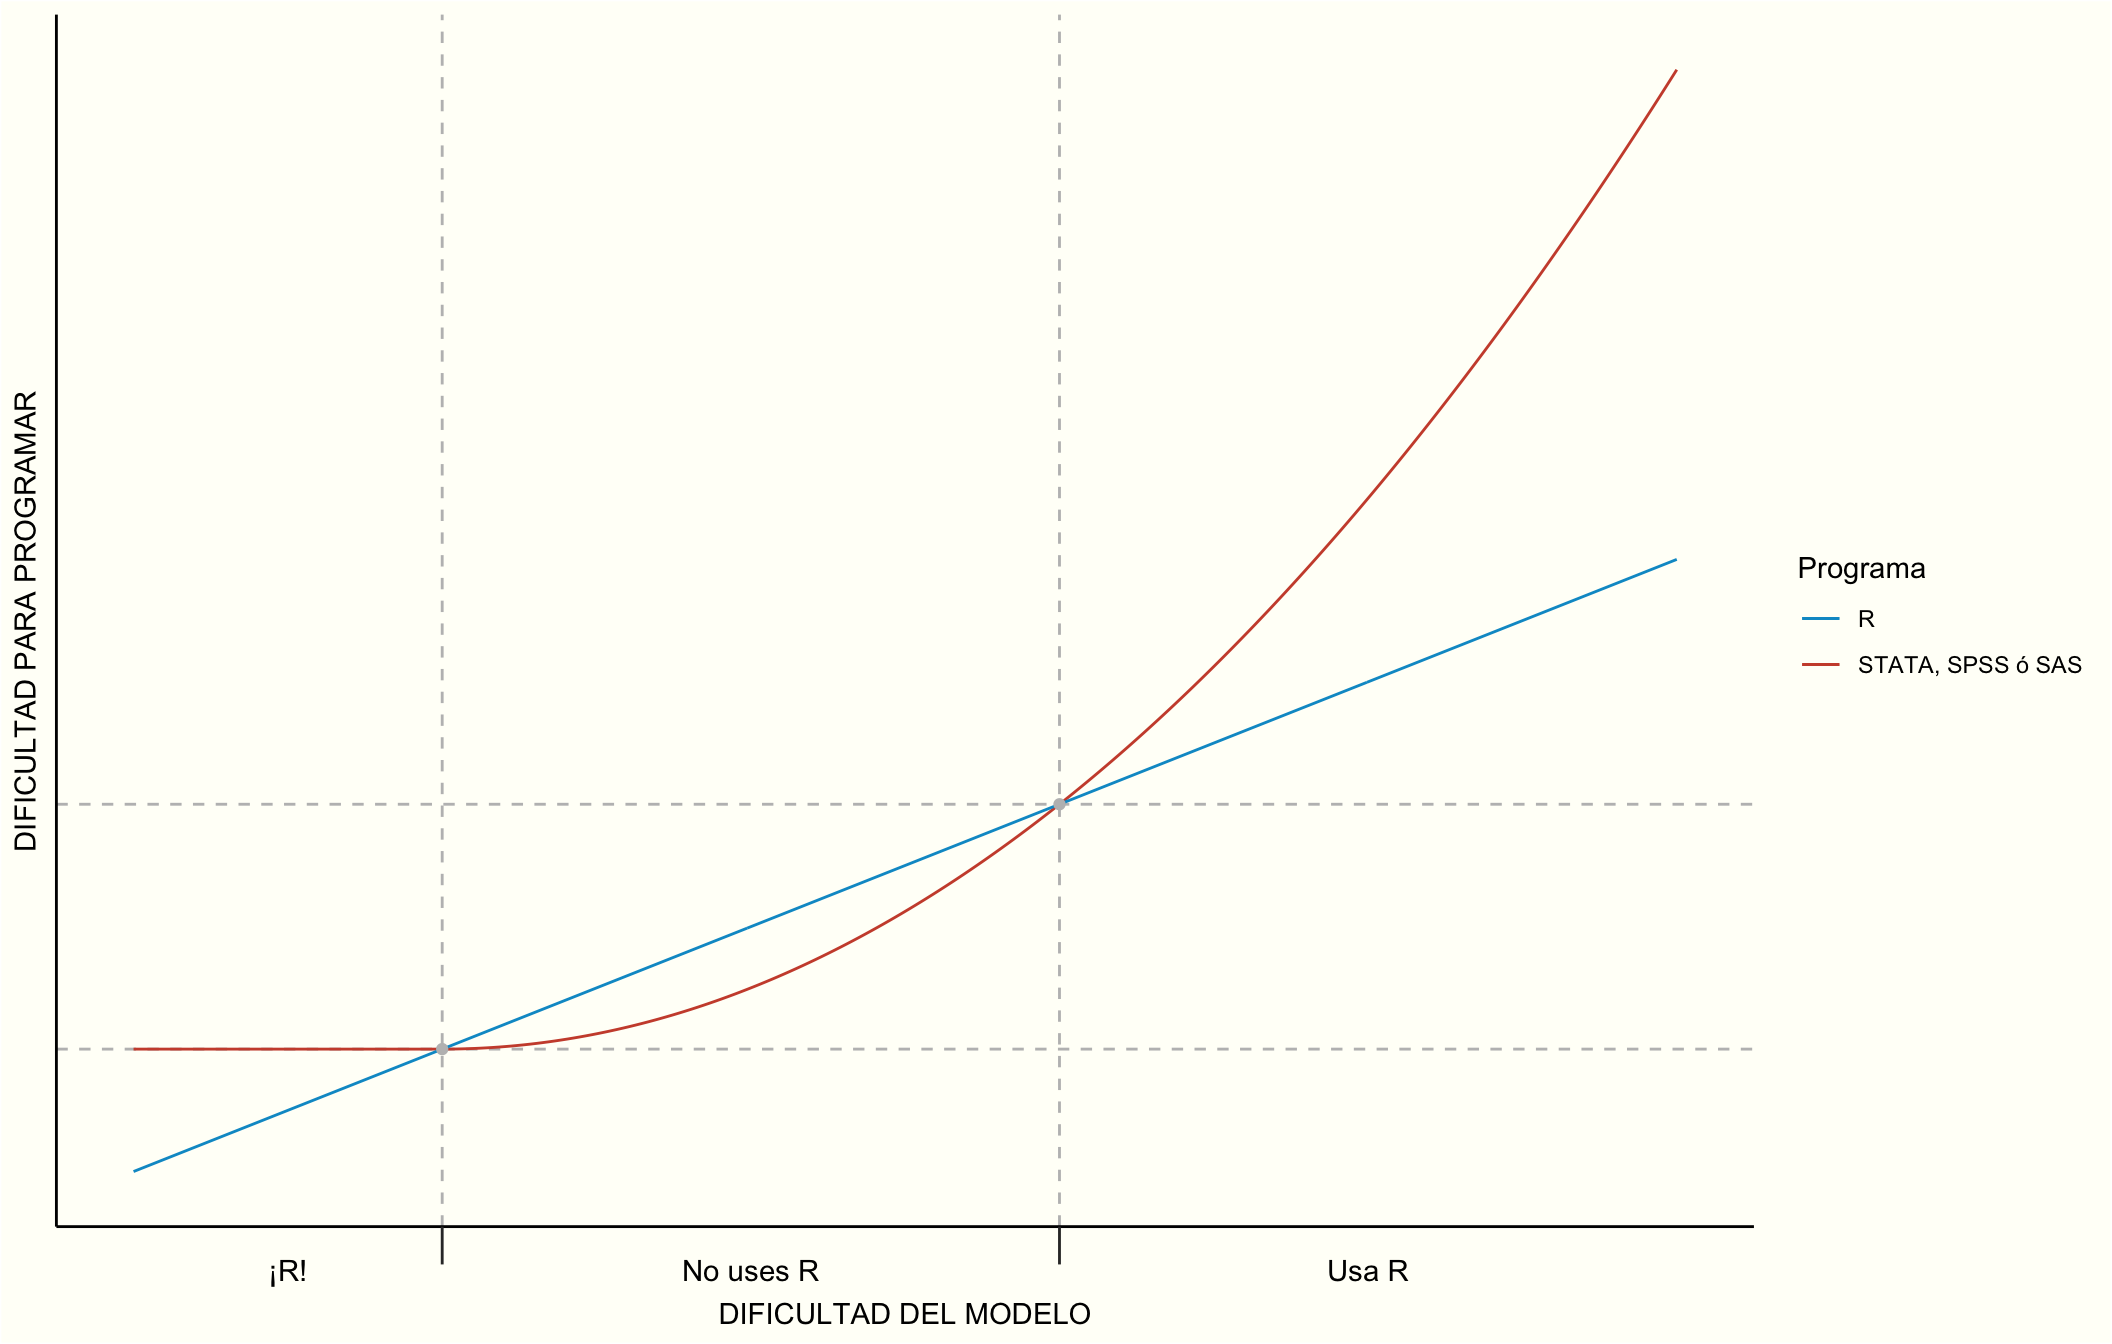 DIFICULTAD PARA PROGRAMAR
Programa
R
STATA, SPSS ó SAS
¡R!
No uses R
Usa R
DIFICULTAD DEL MODELO